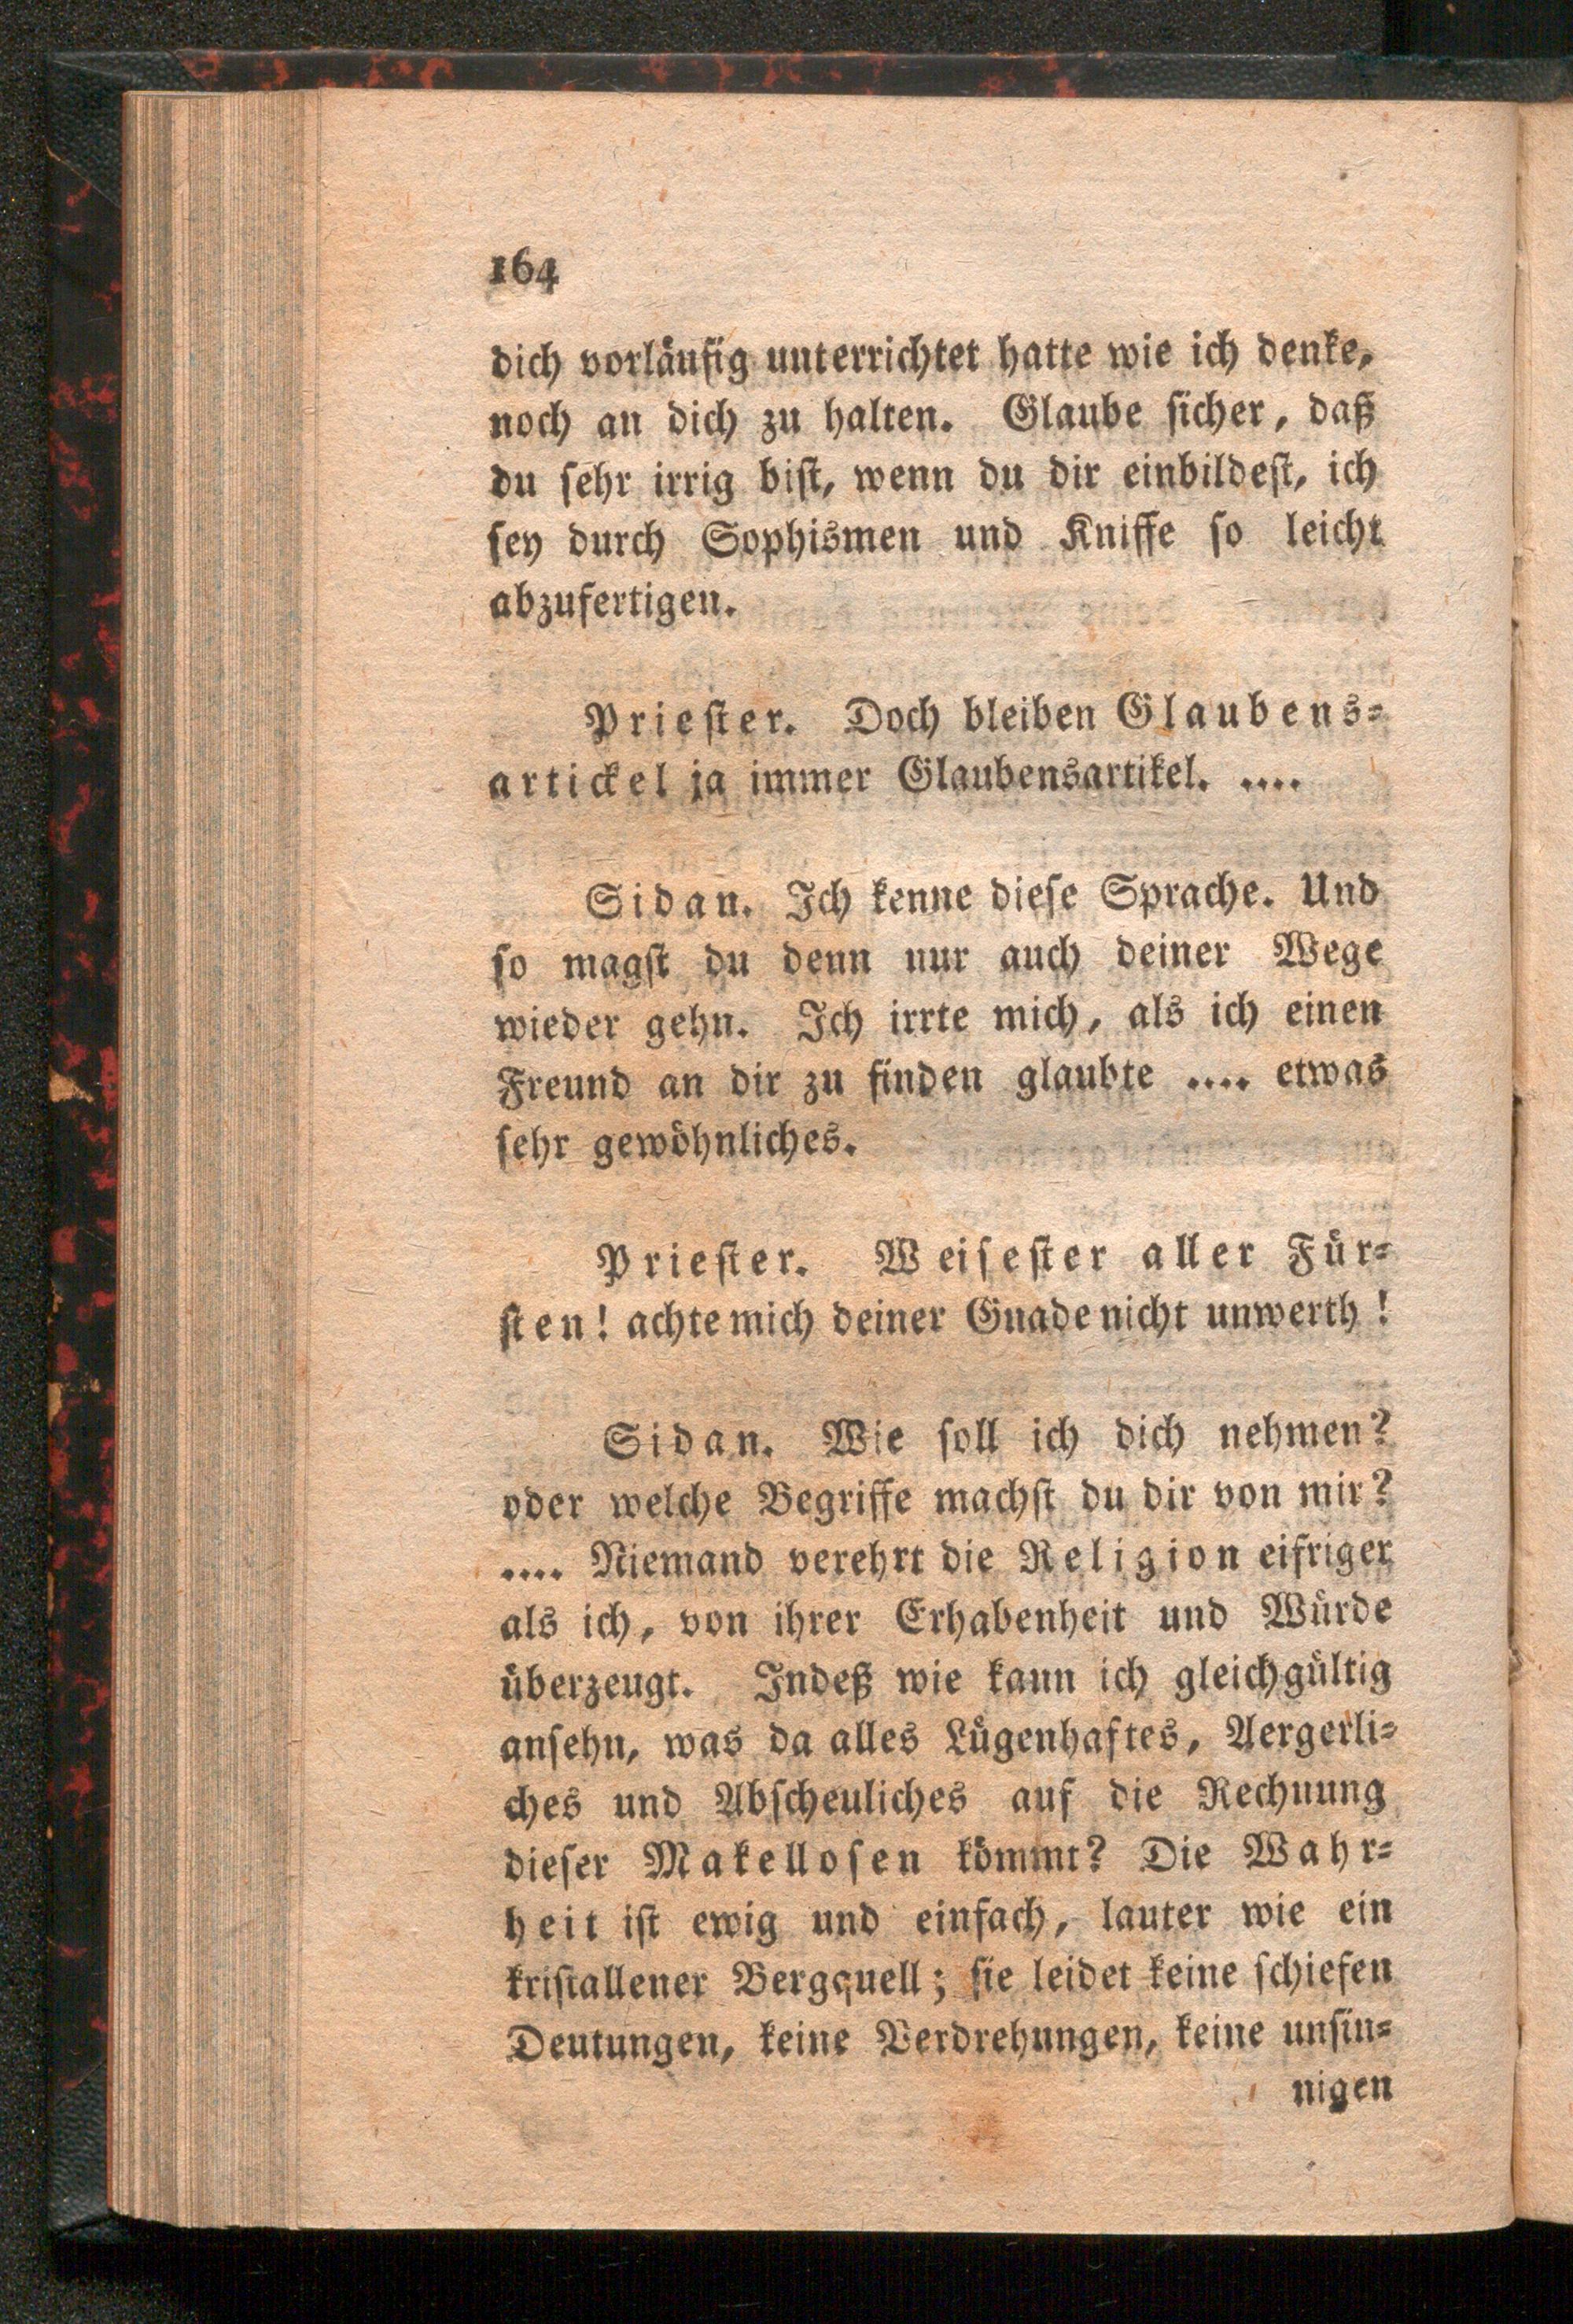 164
dich vorläufig unterrichtet hatte wie ich denke,
noch an dich zu halten. Glaube sicher, daß
du sehr irrig bist, wenn du dir einbildest, ich
sey durch Sophismen und Kniffe so leicht
abzufertigen.
Priester. Doch bleiben Glaubens-
artickel ja immer Glaubensartikel. ....
Sidan. Ich kenne diese Sprache. Und
so magst du denn nur auch deiner Wege
wieder gehn. Ich irrte mich, als ich einen
Freund an dir zu finden glaubte .... etwas
sehr gewöhnliches.
Priester. Weisester aller Für-
sten! achte mich deiner Gnade nicht unwerth!
Sidan. Wie soll ich dich nehmen?
oder welche Begriffe machst du dir von mir?
.... Niemand verehrt die Religion eifriger
als ich, von ihrer Erhabenheit und Würde
überzeugt. Indeß wie kann ich gleichgültig
ansehn, was da alles Lügenhaftes, Aergerli-
ches und Abscheuliches auf die Rechnung
dieser Makellosen kömmt? Die Wahr-
heit ist ewig und einfach, lauter wie ein
kristallener Bergquell; sie leidet keine schiefen
Deutungen, keine Verdrehungen, keine unsin-
nigen